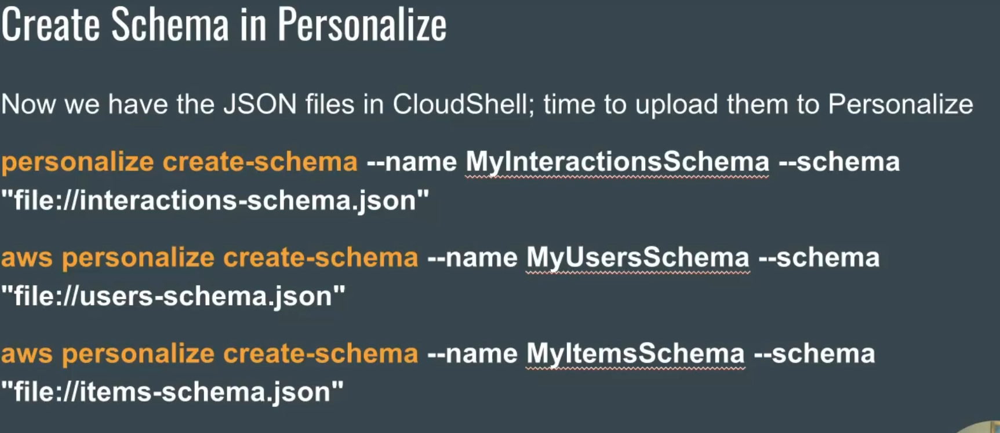 Create Schema in Personalize
Now we have the JSON files in CloudShell; time to upload them to Personalize
personalize create-schema --name MyInteractionsSchema --schema
"file://interactions-schema.json"
aws personalize create-schema --name MyUsersSchema --schema
"file://users-schema.json"
aws personalize create-schema --name MyItemsSchema --schema
"file://items-schema.json"